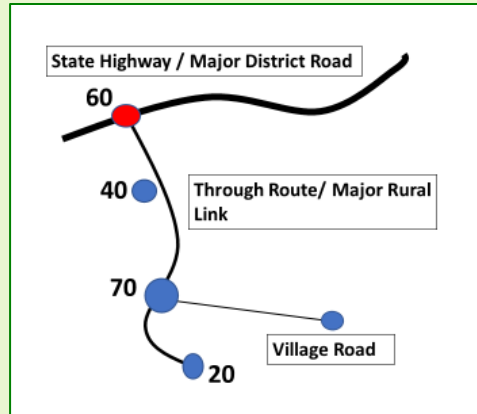 State Highway / Major District Road
60
40
Through Route/ Major Rural
Link
70
Village Road
20